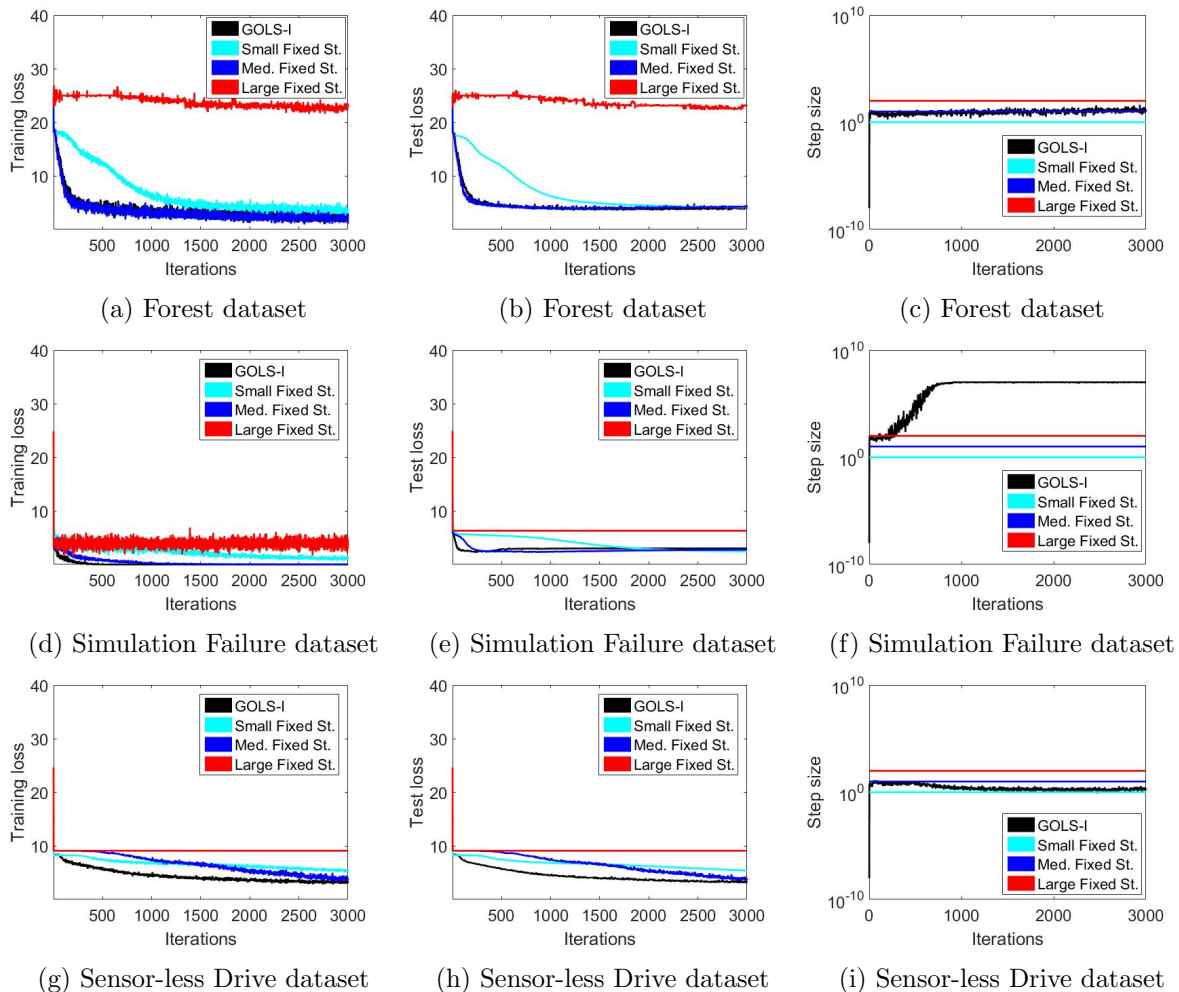 40
30
20
10
Training loss
500 1000 1500 2000 2500 3000
Iterations
GOLS-I
Small Fixed St.
Med. Fixed St.
Large Fixed St.
(a) Forest dataset
40
30
20
10
Test loss
500 1000 1500 2000 2500 3000
Iterations
GOLS-I
Small Fixed St.
Med. Fixed St.
Large Fixed St.
(b) Forest dataset
10^10
10^0
10^-10
Step size
0 1000 2000 3000
Iterations
GOLS-I
Small Fixed St.
Med. Fixed St.
Large Fixed St.
(c) Forest dataset
40
30
20
10
Training loss
500 1000 1500 2000 2500 3000
Iterations
GOLS-I
Small Fixed St.
Med. Fixed St.
Large Fixed St.
(d) Simulation Failure dataset
40
30
20
10
Test loss
500 1000 1500 2000 2500 3000
Iterations
GOLS-I
Small Fixed St.
Med. Fixed St.
Large Fixed St.
(e) Simulation Failure dataset
10^10
10^0
10^-10
Step size
0 1000 2000 3000
Iterations
GOLS-I
Small Fixed St.
Med. Fixed St.
Large Fixed St.
(f) Simulation Failure dataset
40
30
20
10
Training loss
500 1000 1500 2000 2500 3000
Iterations
GOLS-I
Small Fixed St.
Med. Fixed St.
Large Fixed St.
(g) Sensor-less Drive dataset
40
30
20
10
Test loss
500 1000 1500 2000 2500 3000
Iterations
GOLS-I
Small Fixed St.
Med. Fixed St.
Large Fixed St.
(h) Sensor-less Drive dataset
10^10
10^0
10^-10
Step size
0 1000 2000 3000
Iterations
GOLS-I
Small Fixed St.
Med. Fixed St.
Large Fixed St.
(i) Sensor-less Drive dataset